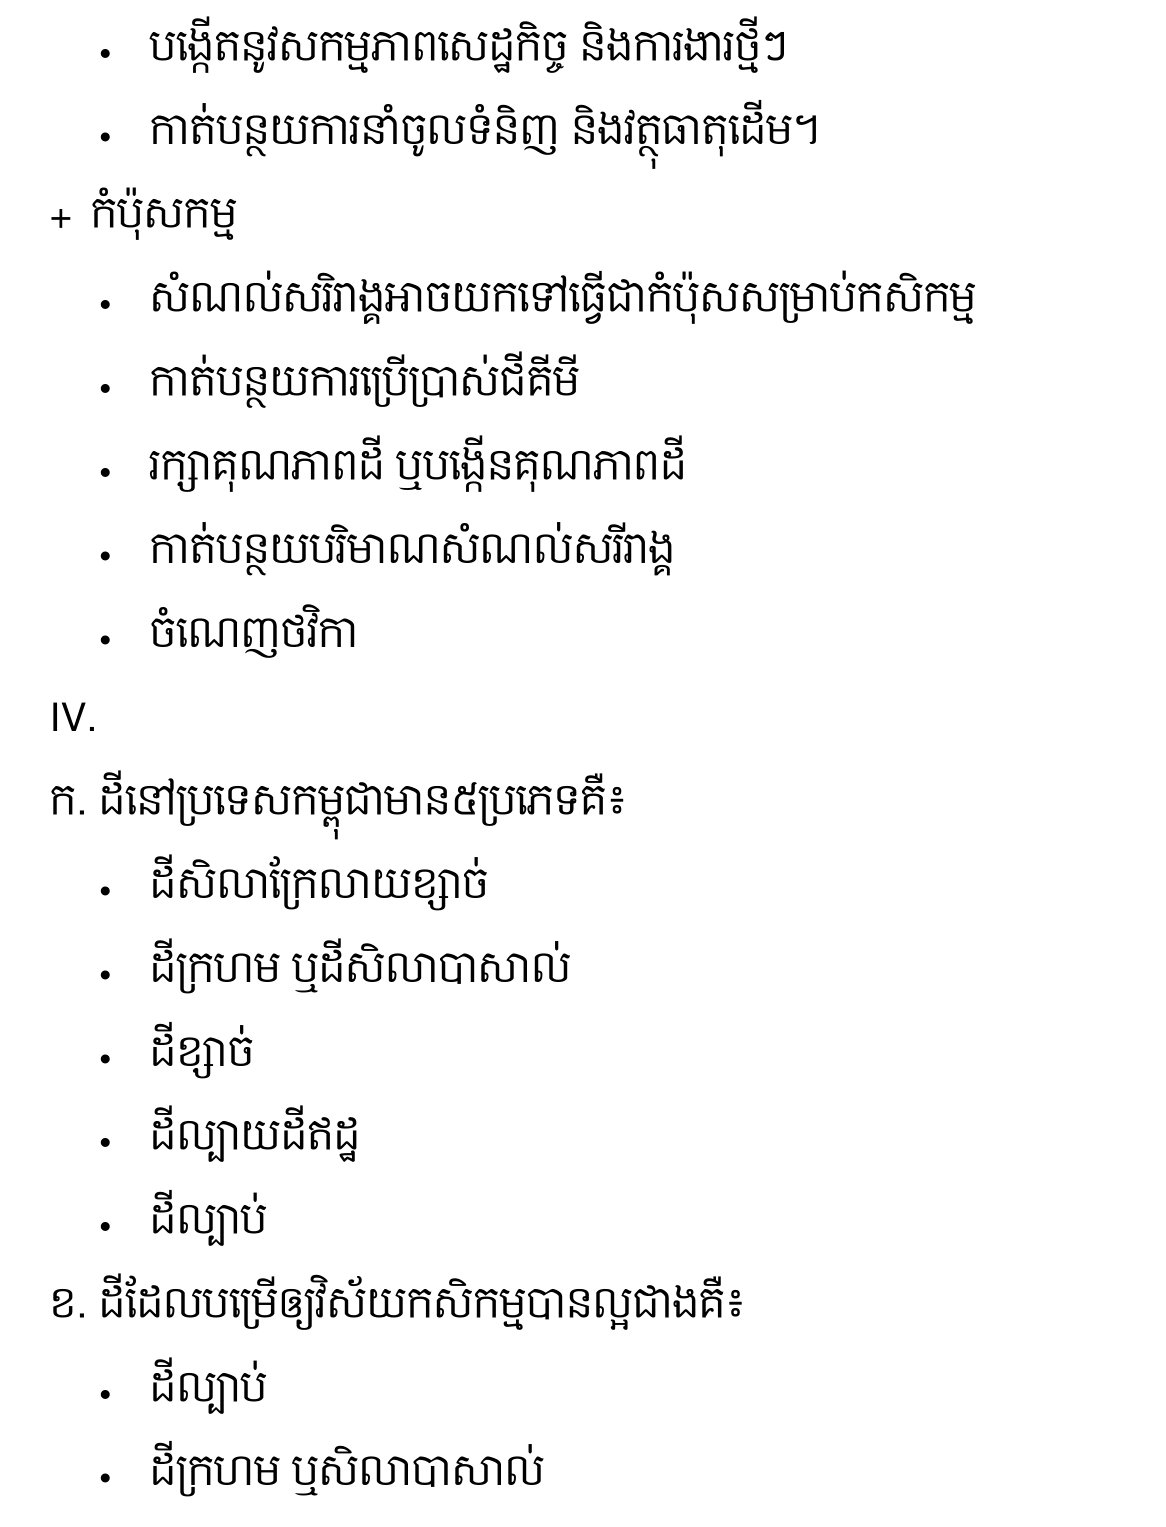 • បង្កើតនូវសកម្មភាពសេដ្ឋកិច្ច និងការងារថ្មីៗ
• កាត់បន្ថយការនាំចូលទំនិញ និងវត្ថុធាតុដើម។
+ កំប៉ុសកម្ម
• សំណល់សរិរាង្គអាចយកទៅធ្វើជាកំប៉ុសសម្រាប់កសិកម្ម
• កាត់បន្ថយការប្រើប្រាស់ជីគីមី
• រក្សាគុណភាពដី ឬបង្កើនគុណភាពដី
• កាត់បន្ថយបរិមាណសំណល់សរីរាង្គ
• ចំណេញថវិកា
IV.
ក. ដីនៅប្រទេសកម្ពុជាមាន៥ប្រភេទគឺ៖
• ដីសិលាក្រែលាយខ្សាច់
• ដីក្រហម ឬដីសិលាបាសាល់
• ដីខ្សាច់
• ដីល្បាយដីឥដ្ឋ
• ដីល្បាប់
ខ. ដីដែលបម្រើឲ្យវិស័យកសិកម្មបានល្អជាងគឺ៖
• ដីល្បាប់
• ដីក្រហម ឬសិលាបាសាល់